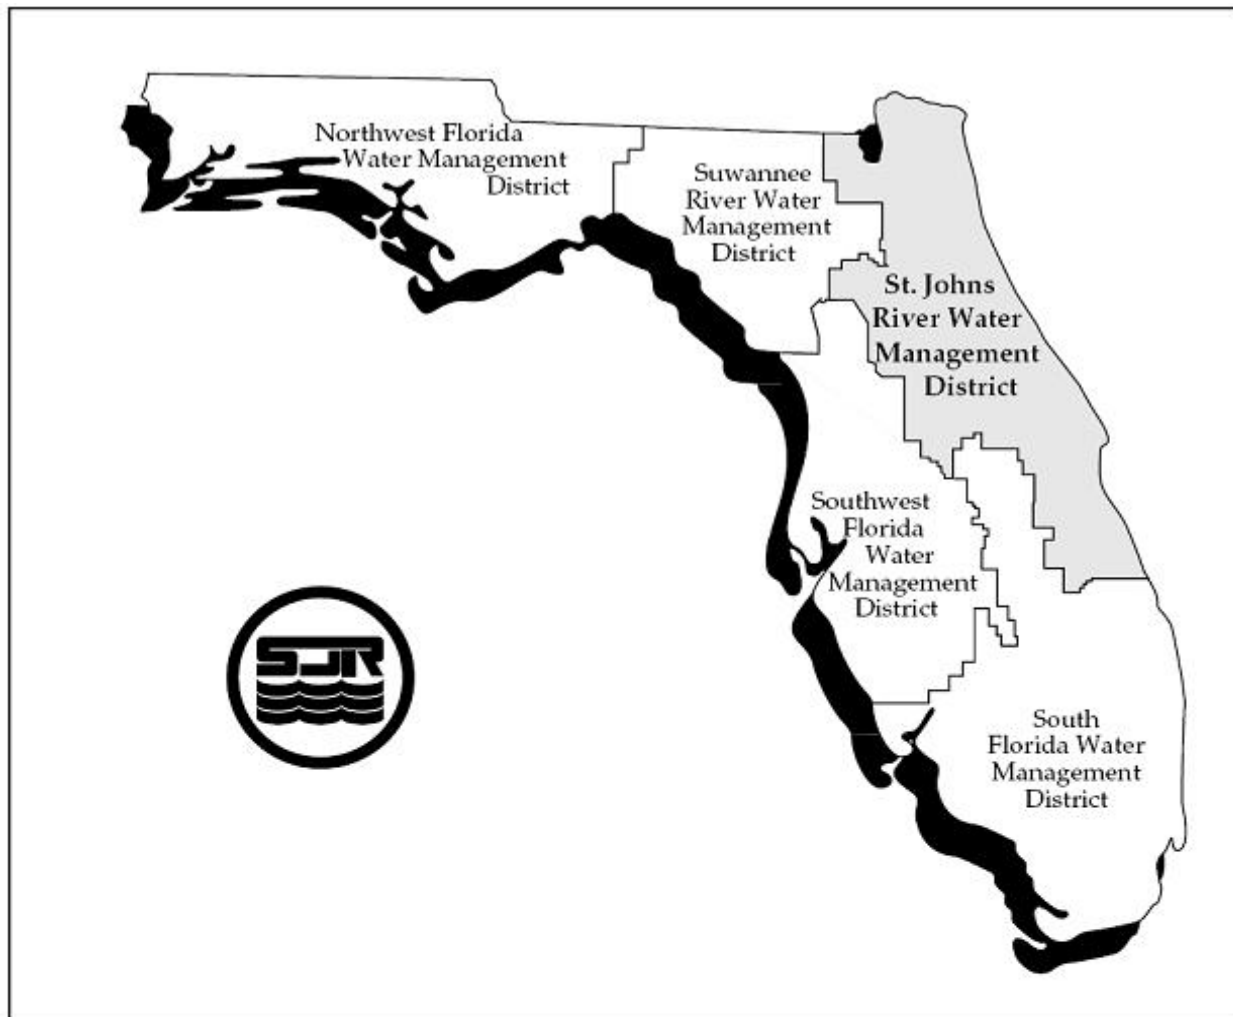 Northwest Florida
Water Management
District
Suwannee
River Water
Management
District
St. Johns
River Water
Management
District
Southwest
Florida
Water
Management
District
SJR
South
Florida Water
Management
District